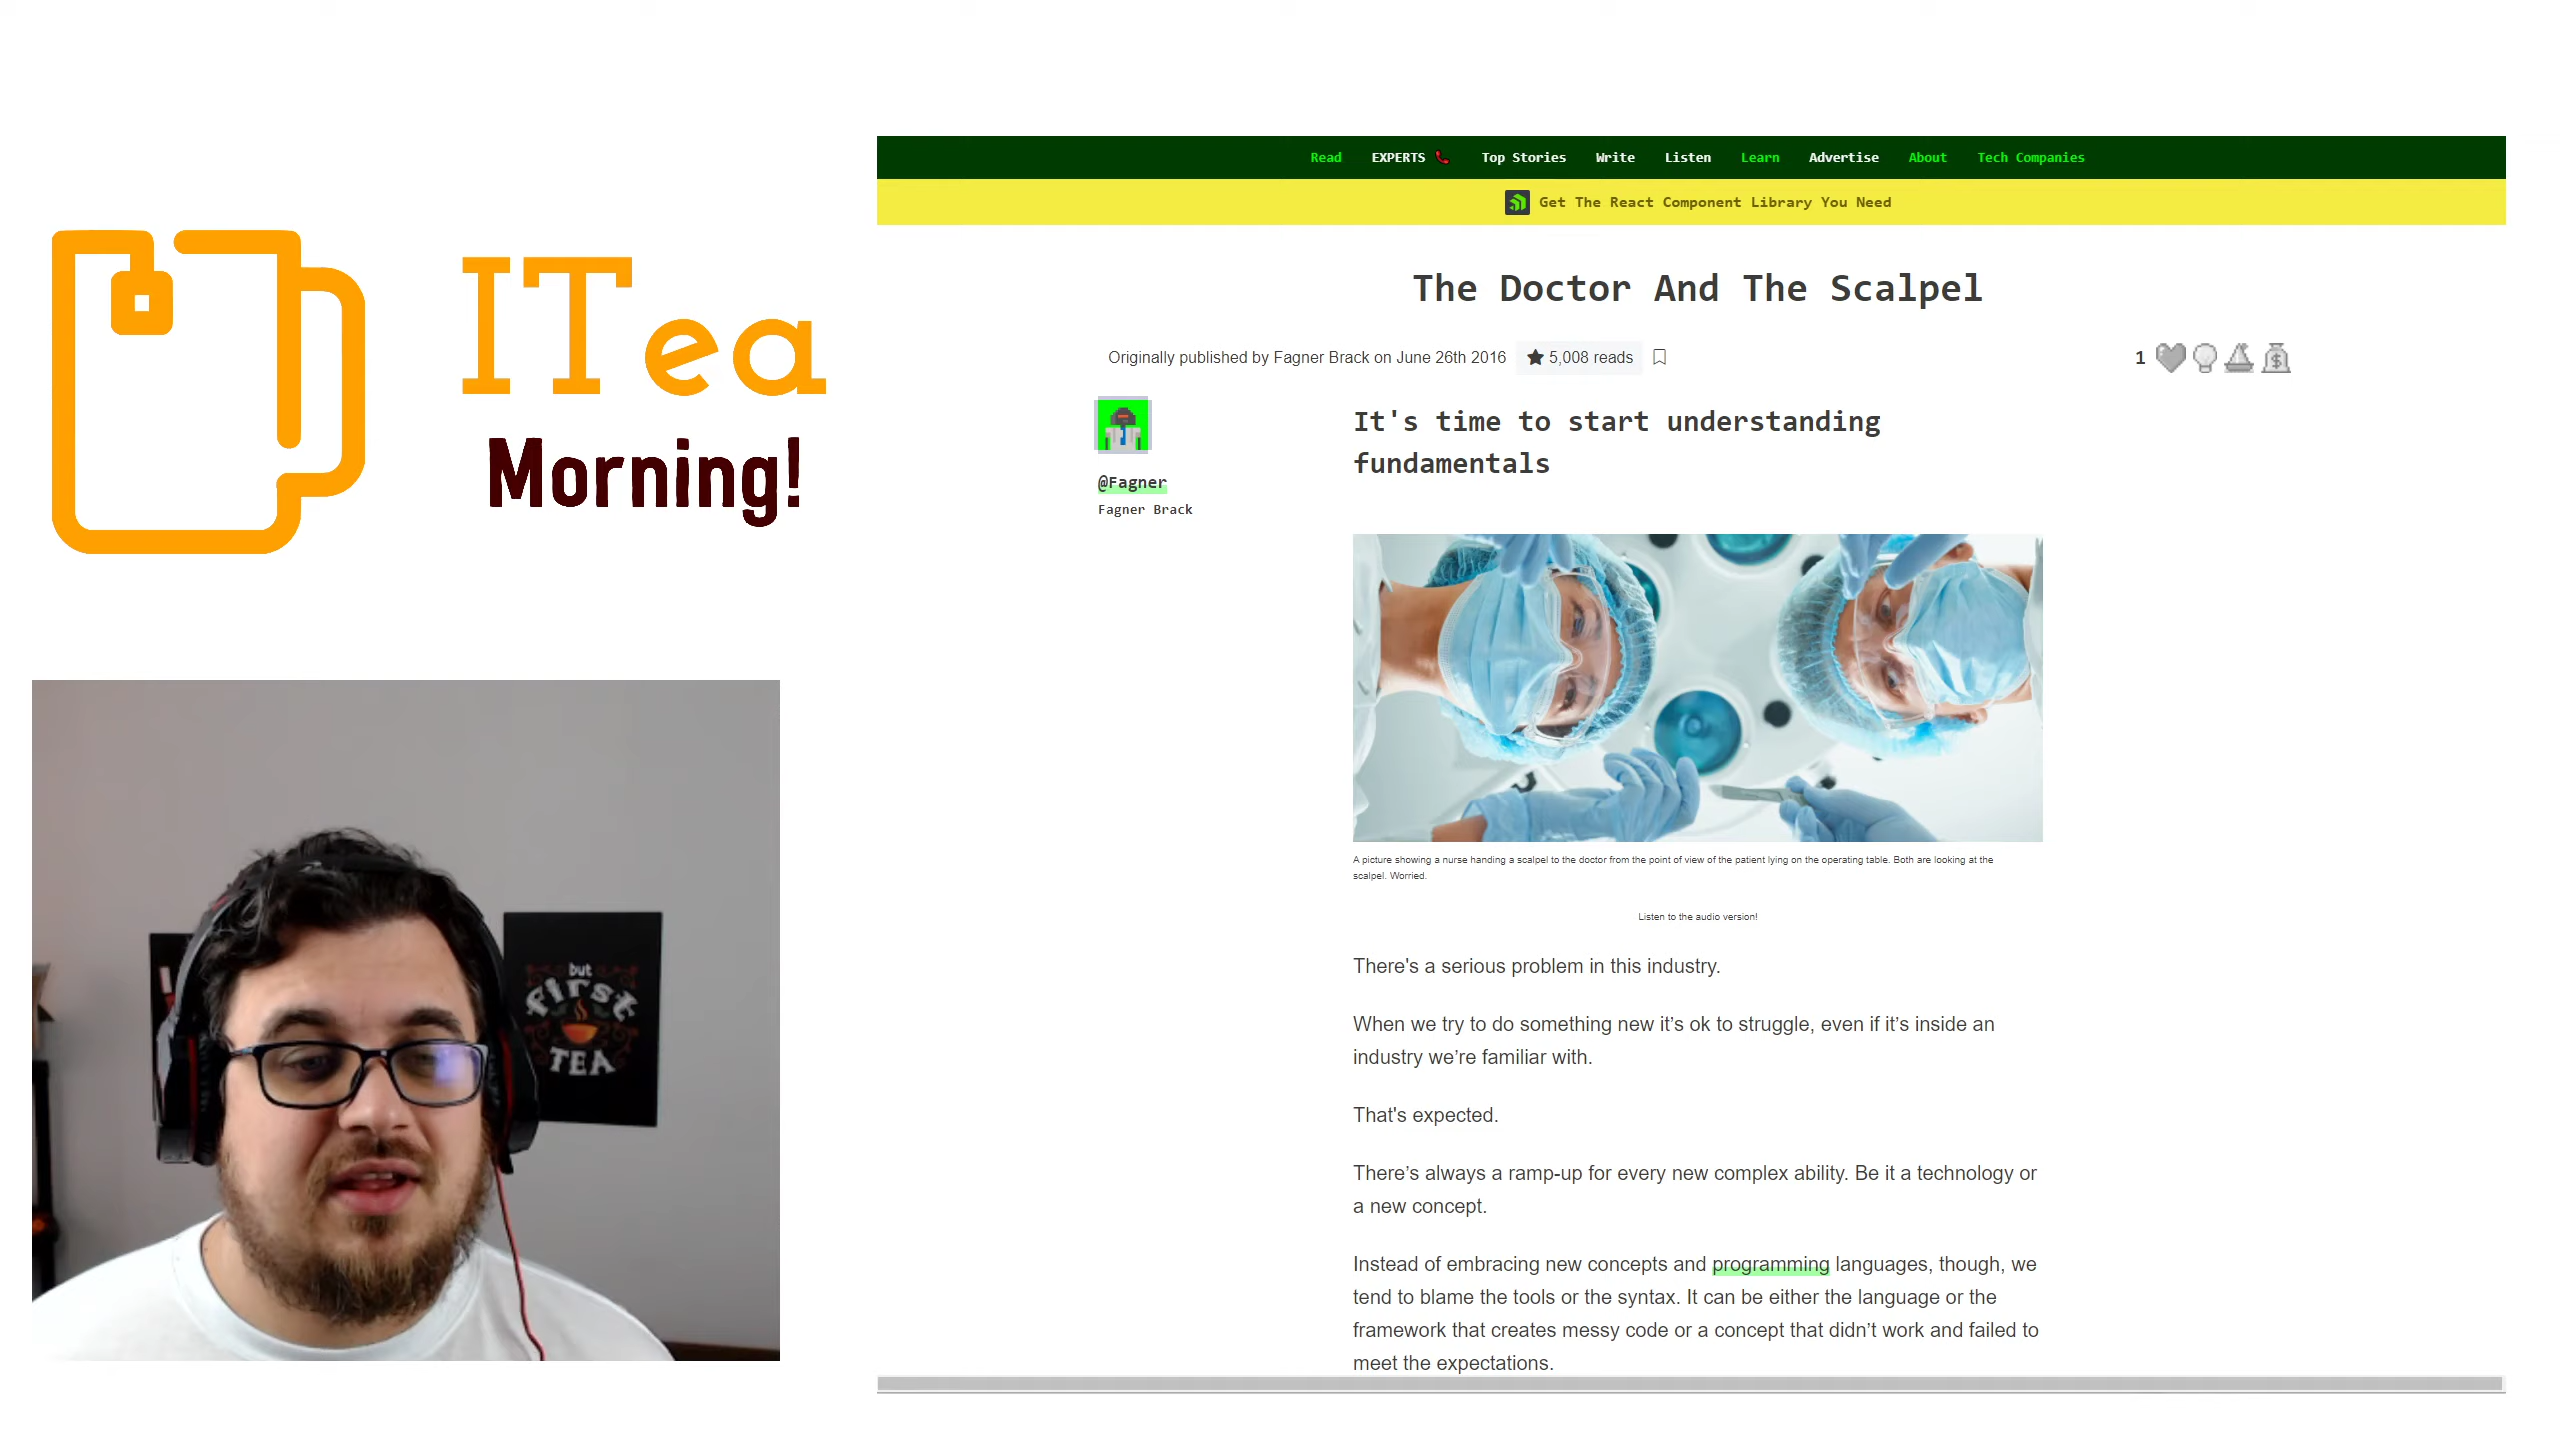 ITea
Morning!
but
first
TEA
Read EXPERTS Top Stories Write Listen Learn Advertise About Tech Companies
Get The React Component Library You Need
The Doctor And The Scalpel
Originally published by Fagner Brack on June 26th 2016 5,008 reads
1
@Fagner
Fagner Brack
It's time to start understanding
fundamentals
A picture showing a nurse handing a scalpel to the doctor from the point of view of the patient lying on the operating table. Both are looking at the
scalpel. Worried.
Listen to the audio version!
There's a serious problem in this industry.
When we try to do something new it’s ok to struggle, even if it’s inside an
industry we’re familiar with.
That's expected.
There’s always a ramp-up for every new complex ability. Be it a technology or
a new concept.
Instead of embracing new concepts and programming languages, though, we
tend to blame the tools or the syntax. It can be either the language or the
framework that creates messy code or a concept that didn’t work and failed to
meet the expectations.